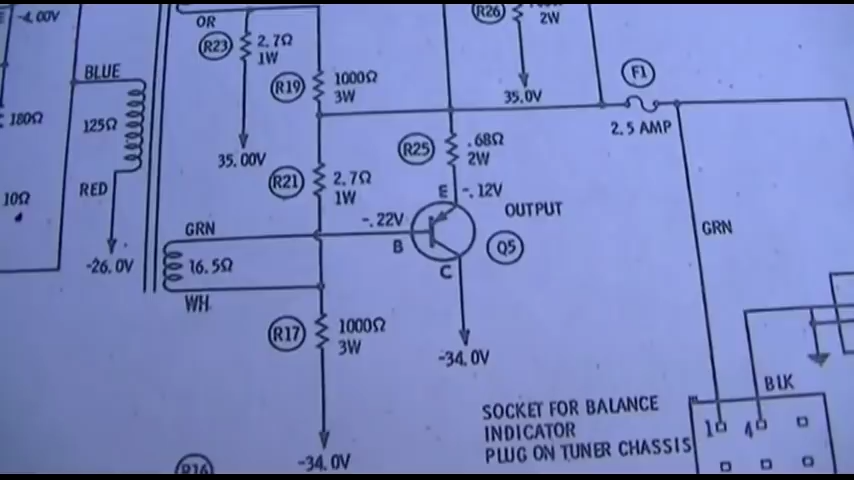 -4.00V
OR
R23
2.7Ω
1W
R26
2W
BLUE
R19
1000Ω
3W
35.0V
F1
2.5 AMP
180Ω
125Ω
35.00V
R25
.68Ω
2W
R21
2.7Ω
1W
10Ω
RED
E
-.12V
OUTPUT
-.22V
GRN
B
Q5
GRN
-26.0V
16.5Ω
C
WH
R17
1000Ω
3W
-34.0V
BLK
SOCKET FOR BALANCE
INDICATOR
PLUG ON TUNER CHASSIS
1
4
-34.0V
R16